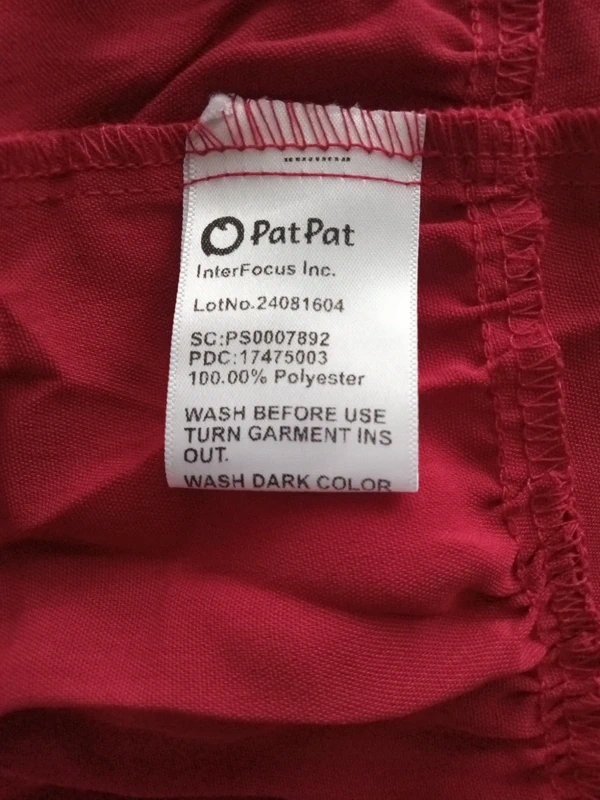 PatPat
InterFocus Inc.
LotNo.24081604
SC:PS0007892
PDC:17475003
100.00% Polyester
WASH BEFORE USE
TURN GARMENT INS
OUT.
WASH DARK COLOR